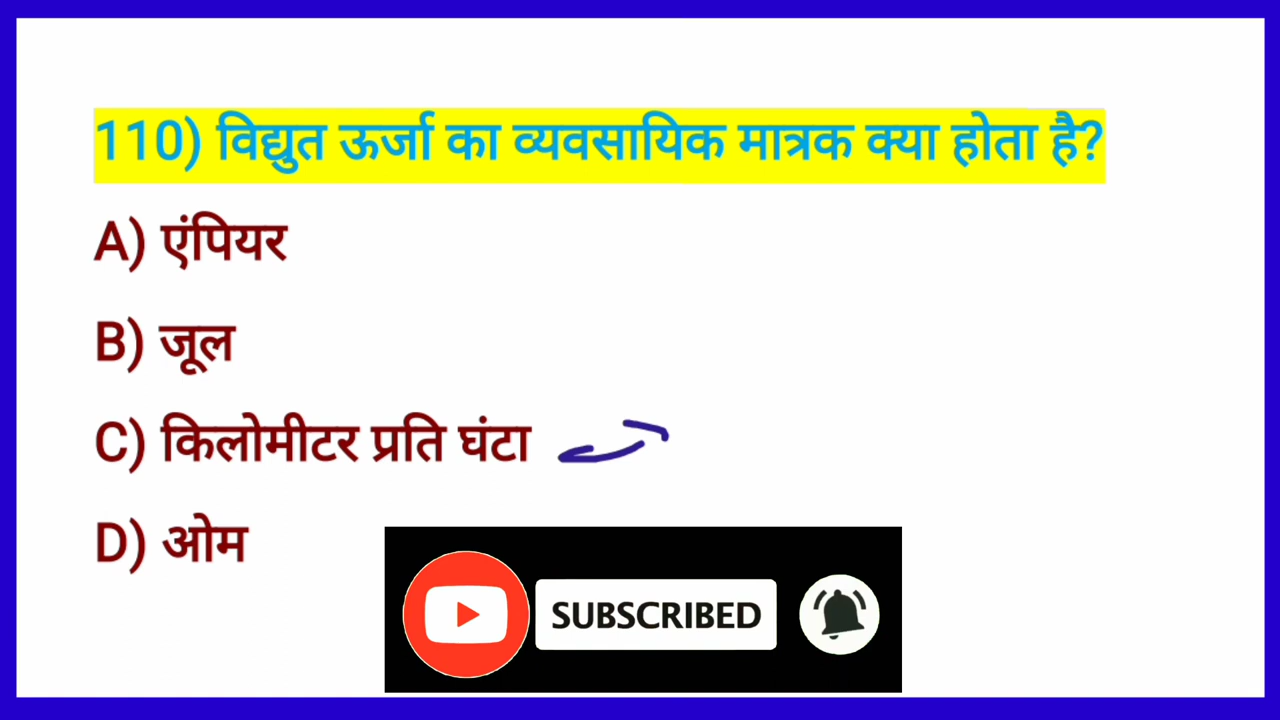 110) विद्युत ऊर्जा का व्यवसायिक मात्रक क्या होता है?
A) एंपियर
B) जूल
C) किलोमीटर प्रति घंटा
D) ओम
SUBSCRIBED